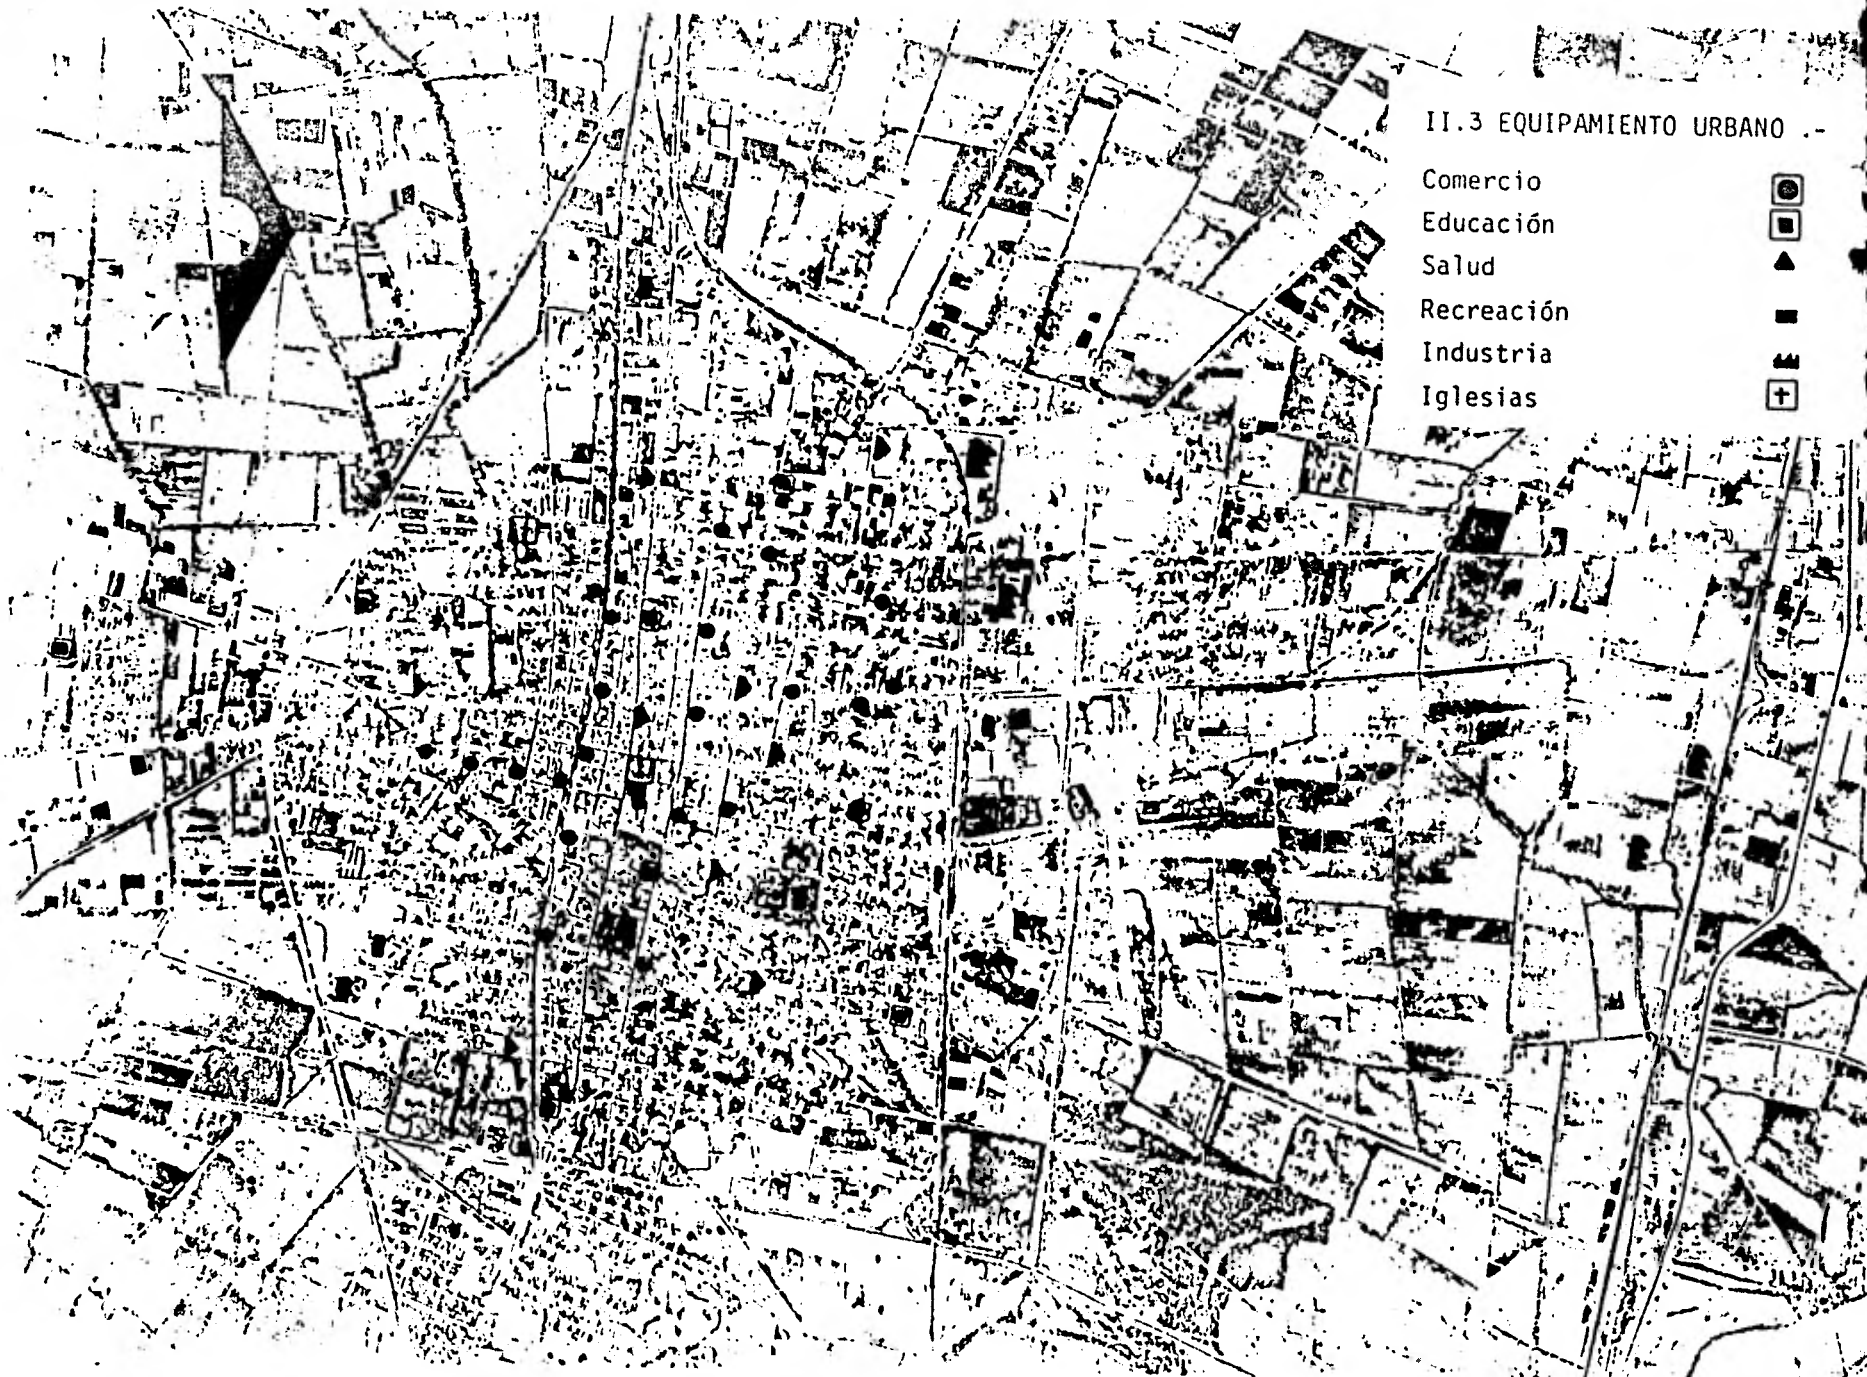 II.3 EQUIPAMIENTO URBANO .-
Comercio
Educación
Salud
Recreación
Industria
Iglesias